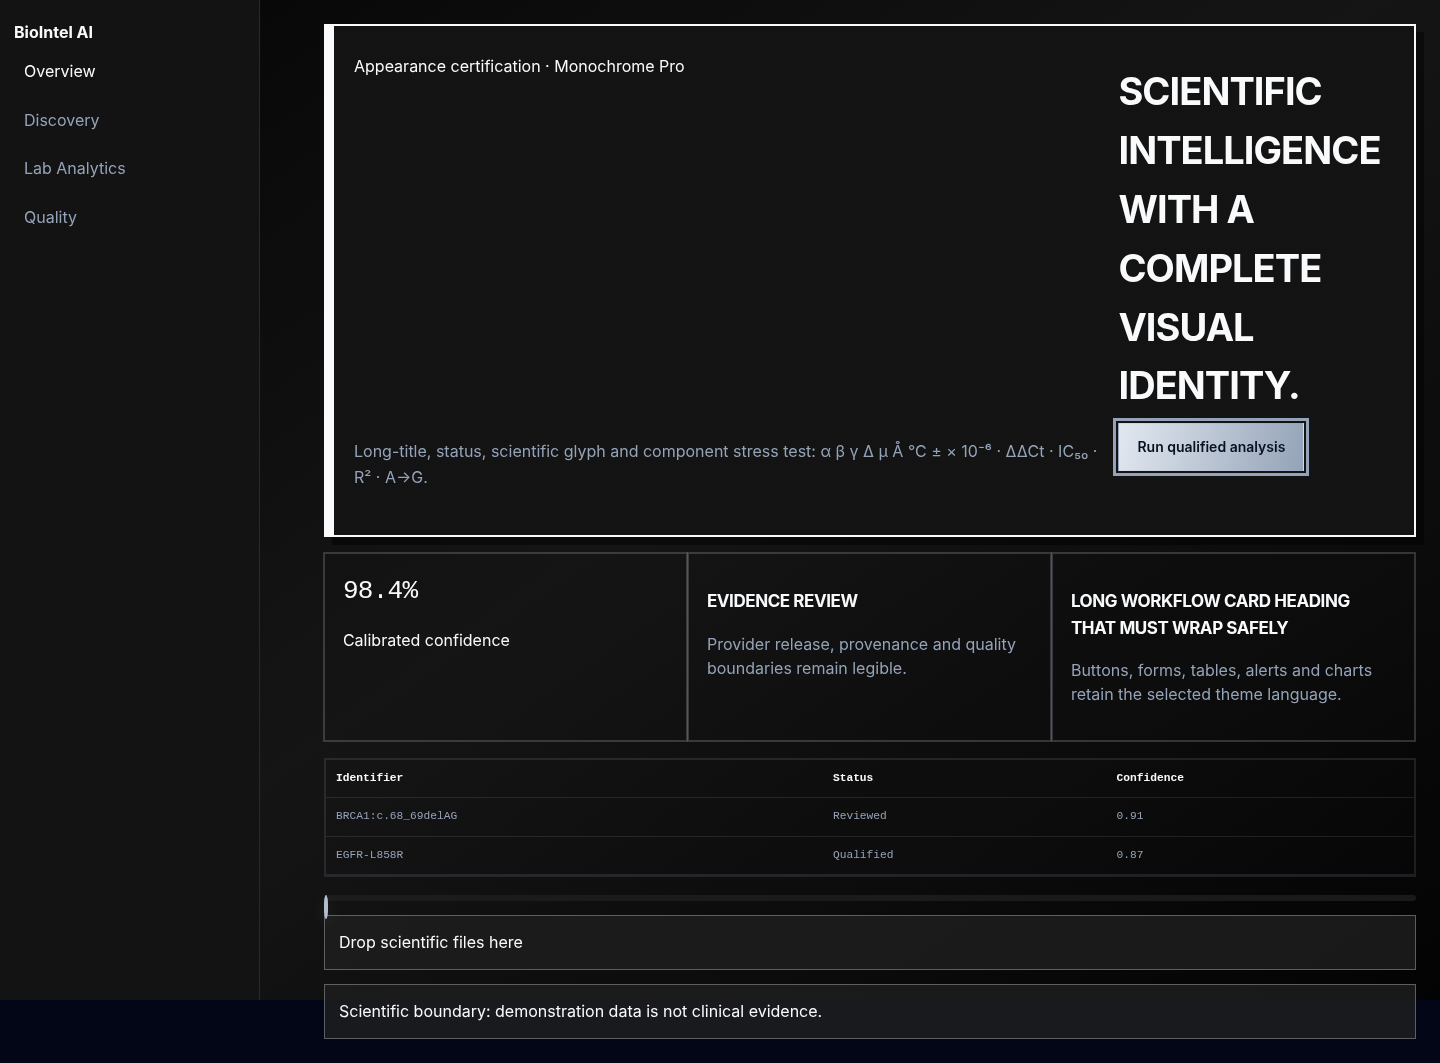 BioIntel AI
Overview
Discovery
Lab Analytics
Quality
Appearance certification · Monochrome Pro
SCIENTIFIC
INTELLIGENCE
WITH A
COMPLETE
VISUAL
IDENTITY.
Long-title, status, scientific glyph and component stress test: α β γ Δ µ Å °C ± × 10⁻⁶ · ΔΔCt · IC₅₀ ·
R² · A→G.
Run qualified analysis
98.4%
Calibrated confidence
EVIDENCE REVIEW
Provider release, provenance and quality
boundaries remain legible.
LONG WORKFLOW CARD HEADING
THAT MUST WRAP SAFELY
Buttons, forms, tables, alerts and charts
retain the selected theme language.
Identifier Status Confidence
BRCA1:c.68_69delAG Reviewed 0.91
EGFR-L858R Qualified 0.87
Drop scientific files here
Scientific boundary: demonstration data is not clinical evidence.